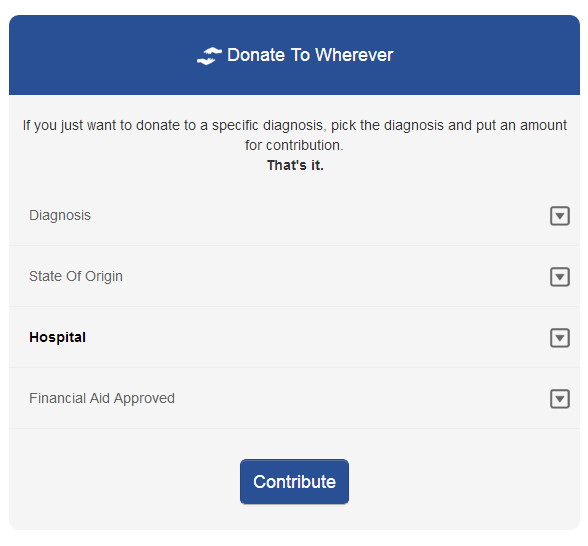 Donate To Wherever
If you just want to donate to a specific diagnosis, pick the diagnosis and put an amount
for contribution.
That's it.
Diagnosis
State Of Origin
Hospital
Financial Aid Approved
Contribute